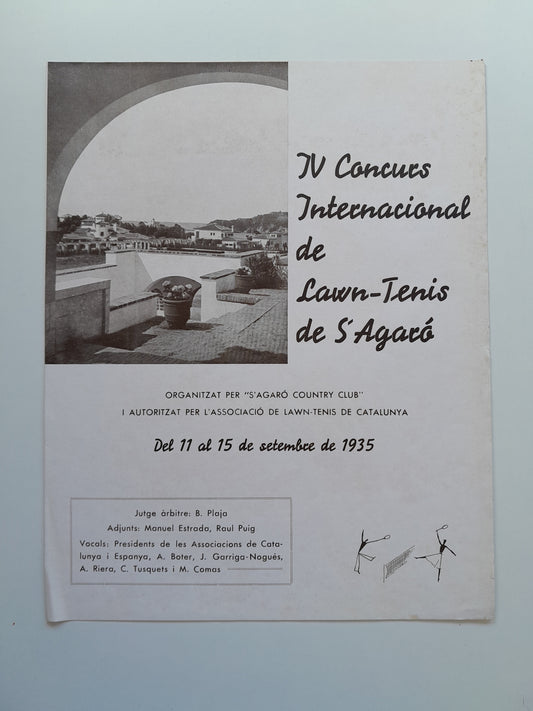 IV Concurs
Internacional
de
Lawn-Tenis
de S'Agaró
ORGANITZAT PER "S'AGARÓ COUNTRY CLUB"
I AUTORITZAT PER L'ASSOCIACIÓ DE LAWN-TENIS DE CATALUNYA
Del 11 al 15 de setembre de 1935
Jutge àrbitre: B. Plaja
Adjunts: Manuel Estrada, Raul Puig
Vocals: Presidents de les Associacions de Cata-
lunya i Espanya, A. Boter, J. Garriga-Nogués,
A. Riera, C. Tusquets i M. Comas